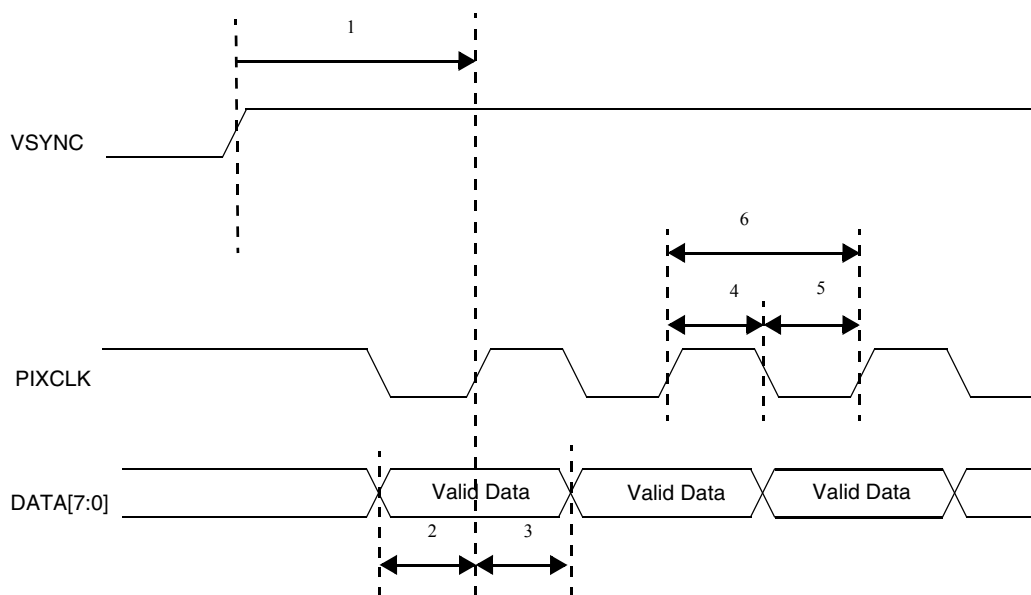 1
VSYNC
6
4 5
PIXCLK
DATA[7:0] Valid Data Valid Data Valid Data
2 3